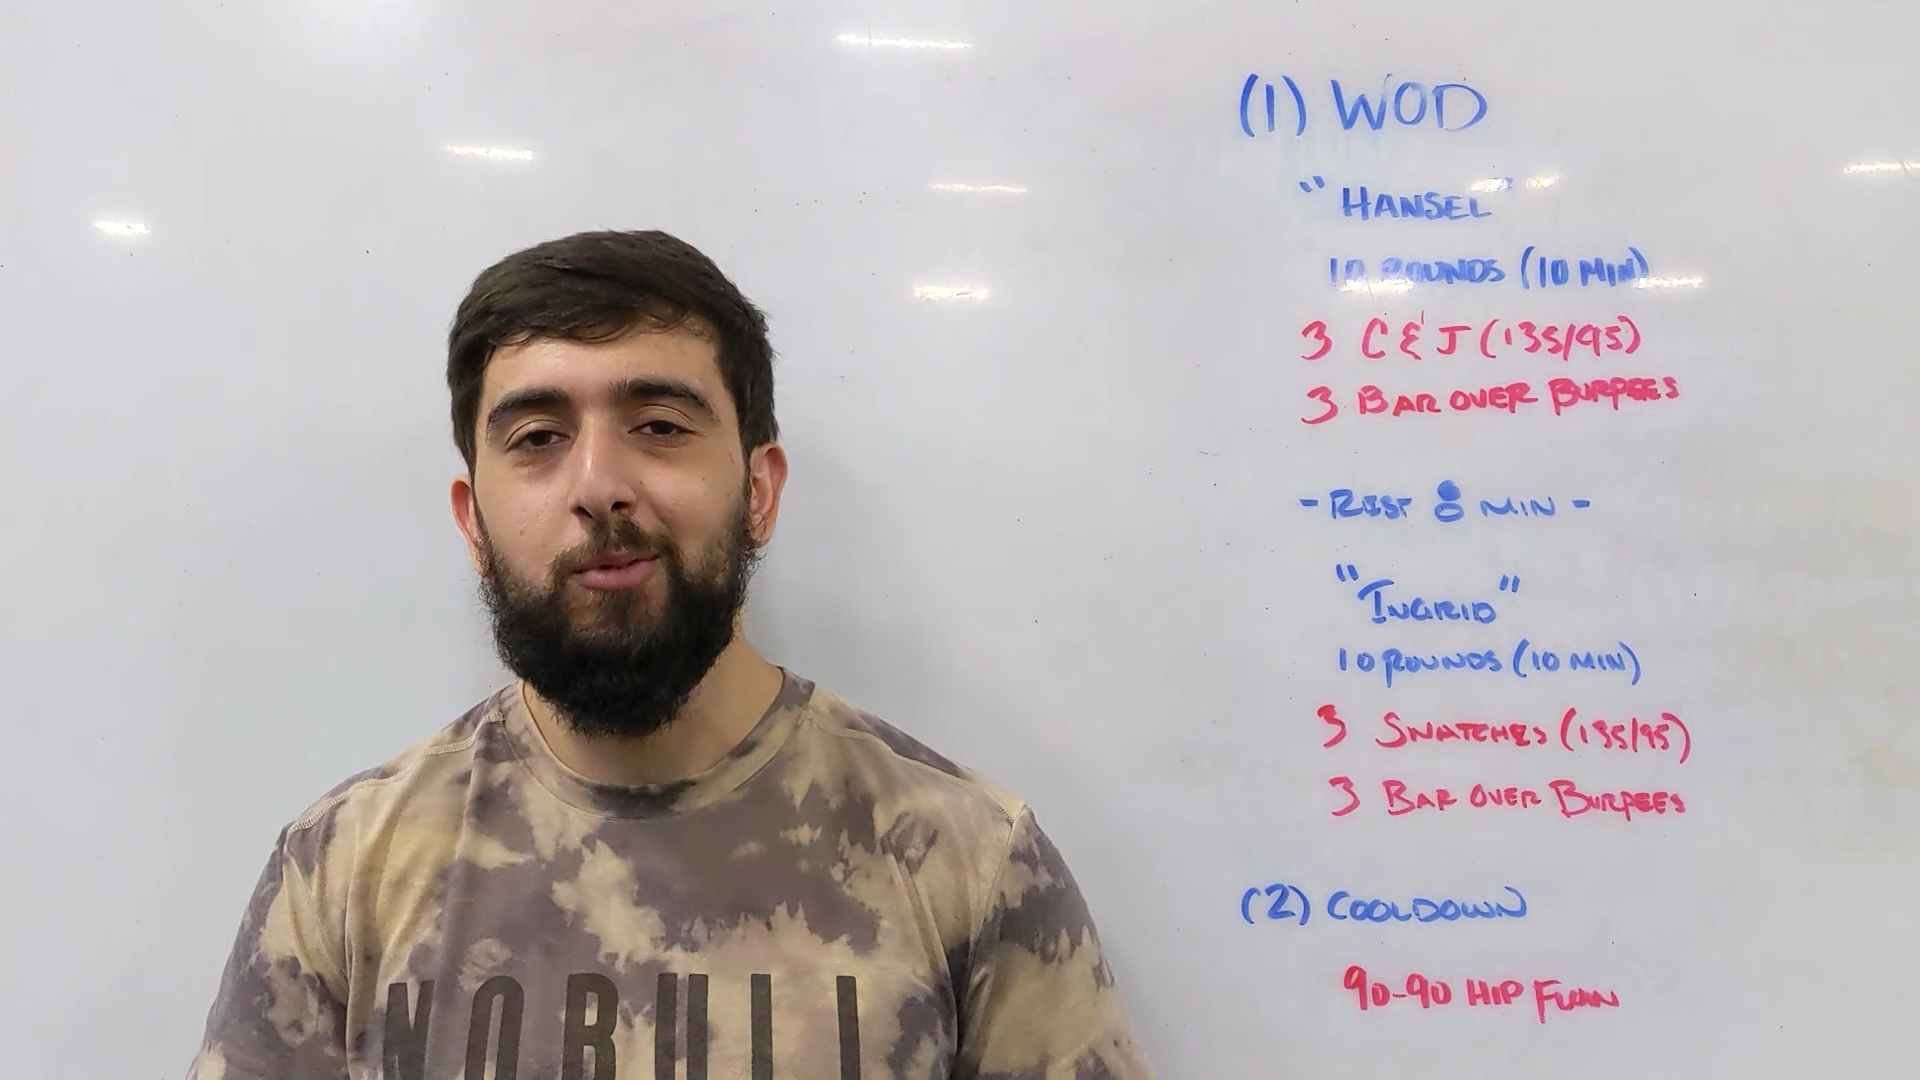 (1) WOD
"HANSEL"
10 ROUNDS (10 MIN)
3 C & J (135/95)
3 BAR OVER BURPEES
- REST 8 MIN -
"INGRID"
10 ROUNDS (10 MIN)
3 SNATCHES (135/95)
3 BAR OVER BURPEES
(2) COOLDOWN
90-90 HIP FLOW
NOBULL